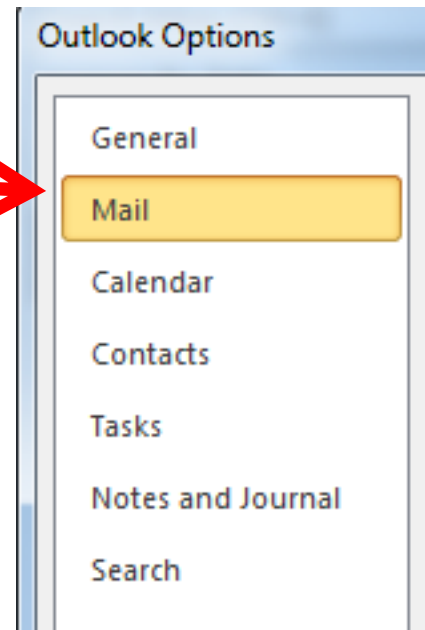 Outlook Options
General
Mail
Calendar
Contacts
Tasks
Notes and Journal
Search